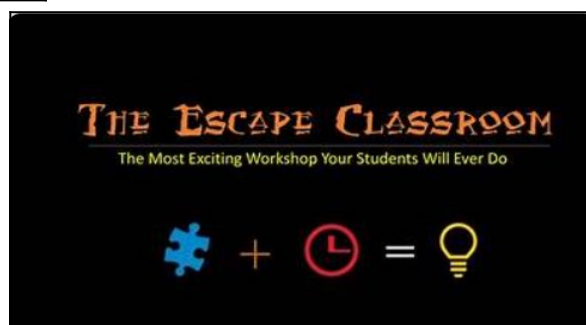 THE ESCAPE CLASSROOM
The Most Exciting Workshop Your Students Will Ever Do
+ =